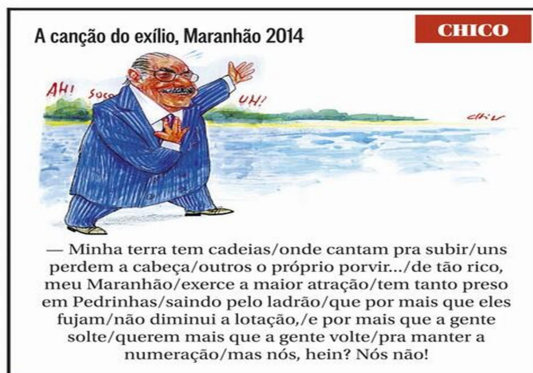 A canção do exílio, Maranhão 2014
CHICO
AH!
Soco
UH!
Chico
— Minha terra tem cadeias/onde cantam pra subir/uns
perdem a cabeça/outros o próprio porvir.../de tão rico,
meu Maranhão/exerce a maior atração/tem tanto preso
em Pedrinhas/saindo pelo ladrão/que por mais que eles
fujam/não diminui a lotação,/e por mais que a gente
solte/querem mais que a gente volte/pra manter a
numeração/mas nós, hein? Nós não!